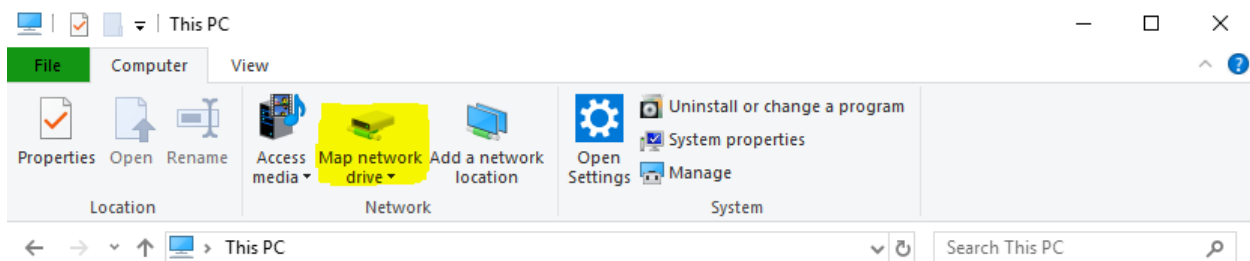 This PC
File Computer View
Properties Open Rename
Access media
Map network drive
Add a network location
Open Settings
Uninstall or change a program
System properties
Manage
Location Network System
This PC Search This PC